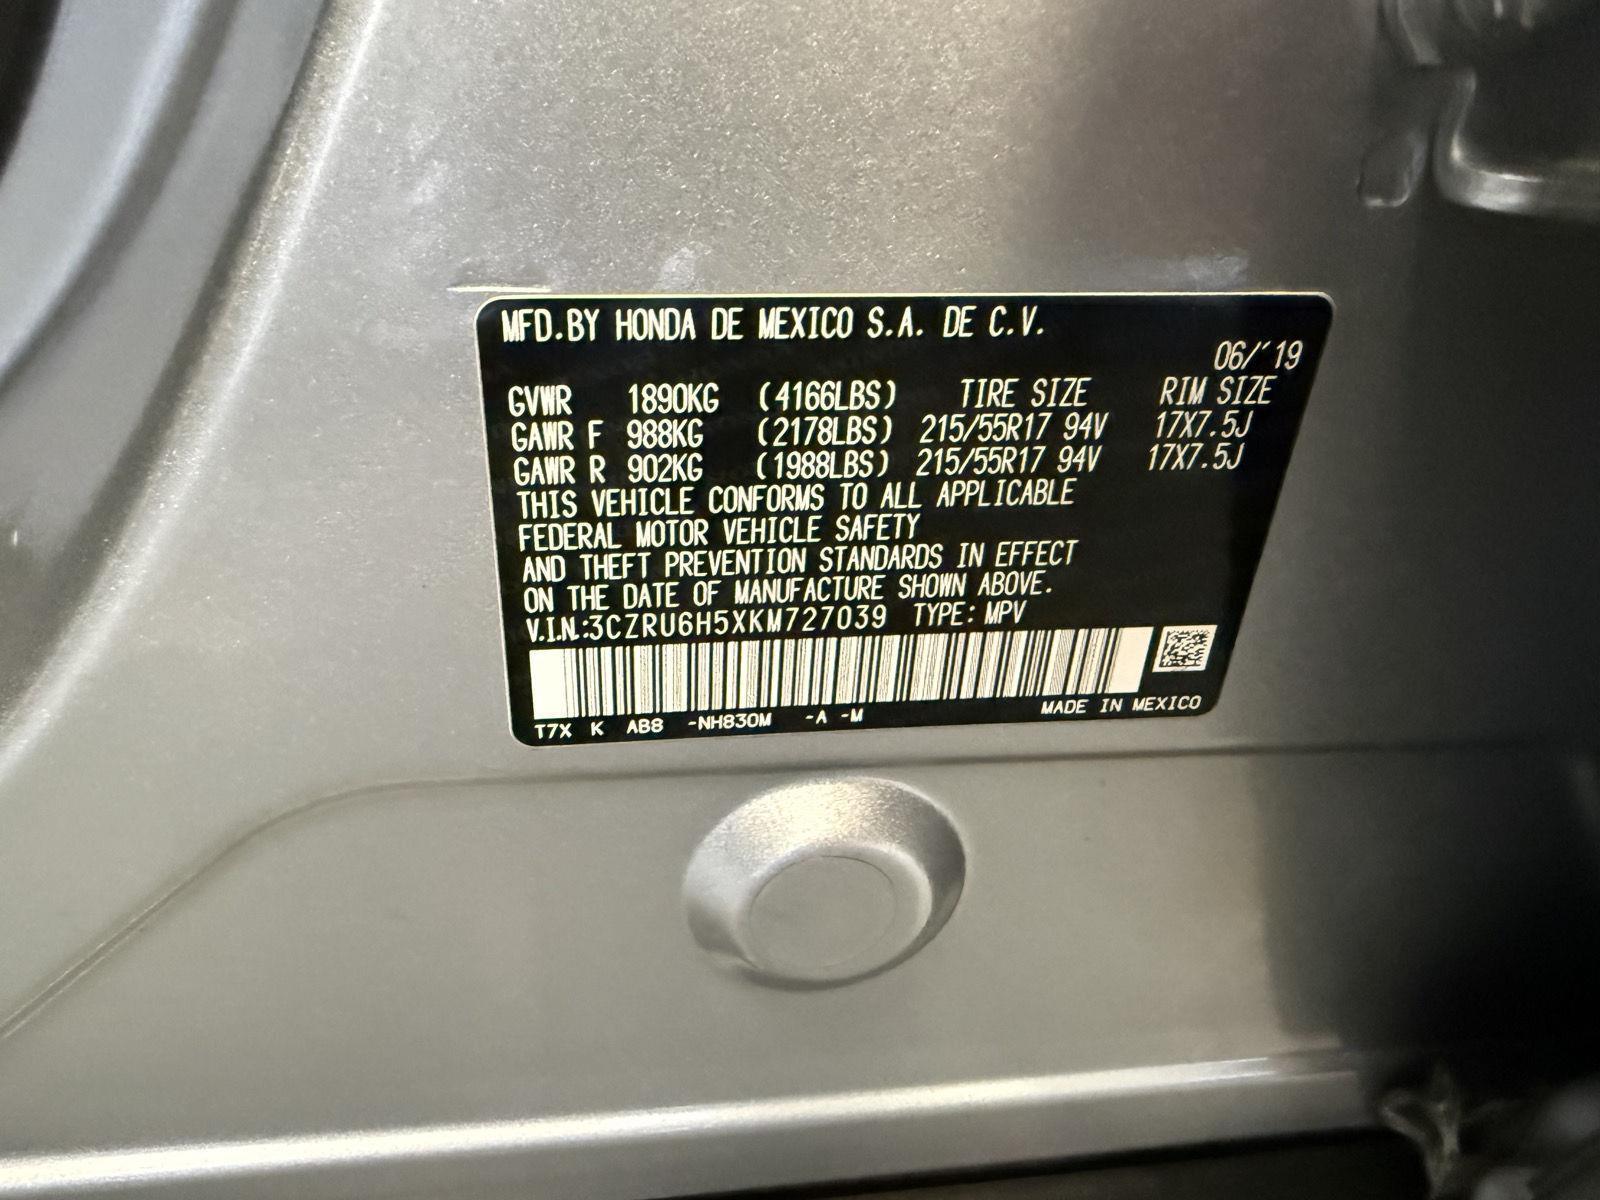 MFD.BY HONDA DE MEXICO S.A. DE C.V.
06/´19
GVWR 1890KG (4166LBS) TIRE SIZE RIM SIZE
GAWR F 988KG (2178LBS) 215/55R17 94V 17X7.5J
GAWR R 902KG (1988LBS) 215/55R17 94V 17X7.5J
THIS VEHICLE CONFORMS TO ALL APPLICABLE
FEDERAL MOTOR VEHICLE SAFETY
AND THEFT PREVENTION STANDARDS IN EFFECT
ON THE DATE OF MANUFACTURE SHOWN ABOVE.
V.I.N.:3CZRU6H5XKM727039 TYPE: MPV
T7X K AB8 -NH830M -A -M MADE IN MEXICO